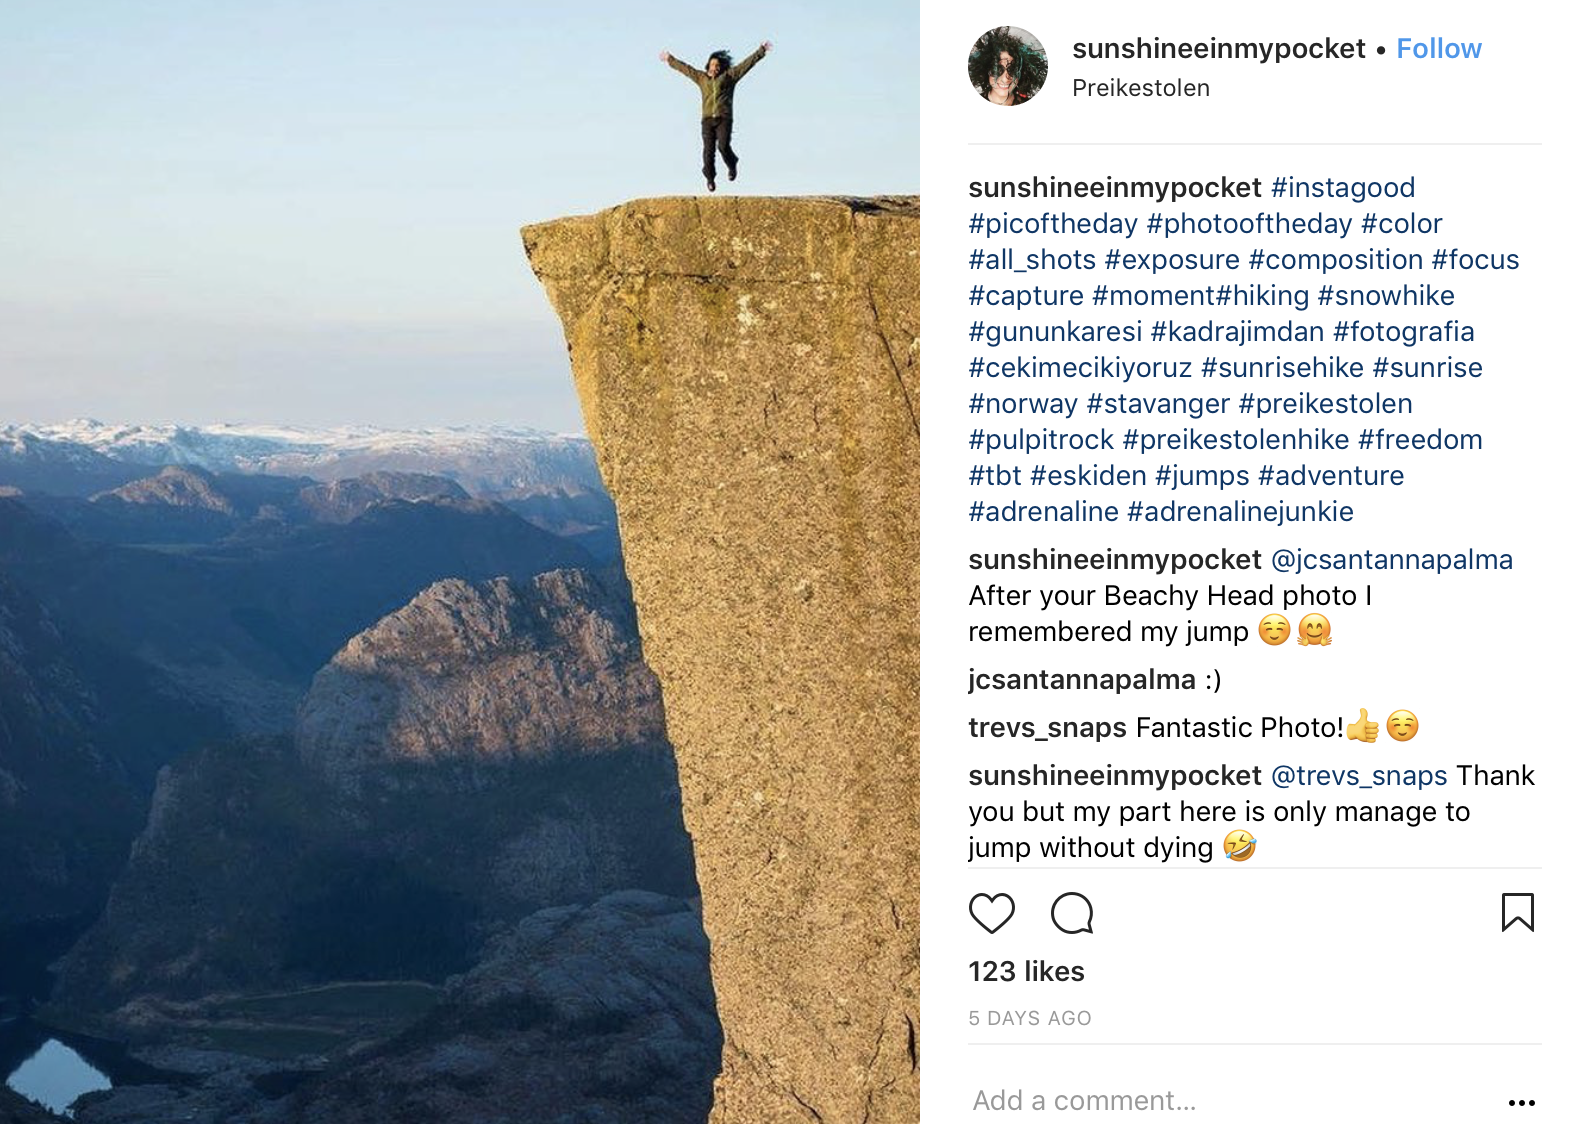 sunshineeinmypocket • Follow
Preikestolen
sunshineeinmypocket #instagood
#picoftheday #photooftheday #color
#all_shots #exposure #composition #focus
#capture #moment#hiking #snowhike
#gununkaresi #kadrajimdan #fotografia
#cekimecikiyoruz #sunrisehike #sunrise
#norway #stavanger #preikestolen
#pulpitrock #preikestolenhike #freedom
#tbt #eskiden #jumps #adventure
#adrenaline #adrenalinejunkie
sunshineeinmypocket @jcsantannapalma
After your Beachy Head photo I
remembered my jump ☺️🤗
jcsantannapalma :)
trevs_snaps Fantastic Photo!👍☺️
sunshineeinmypocket @trevs_snaps Thank
you but my part here is only manage to
jump without dying 🤣
123 likes
5 DAYS AGO
Add a comment...